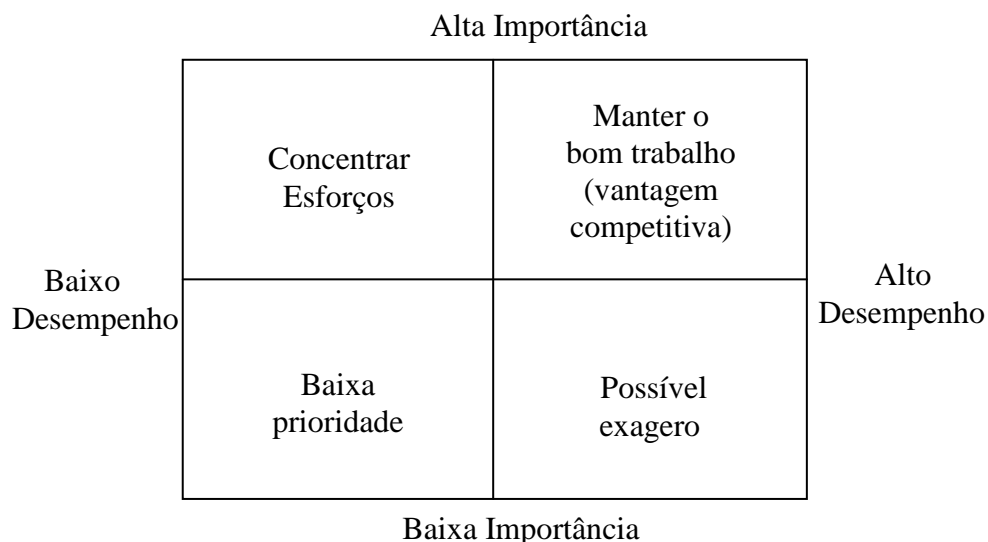 Alta Importância
Concentrar
Esforços
Manter o
bom trabalho
(vantagem
competitiva)
Baixo
Desempenho
Alto
Desempenho
Baixa
prioridade
Possível
exagero
Baixa Importância